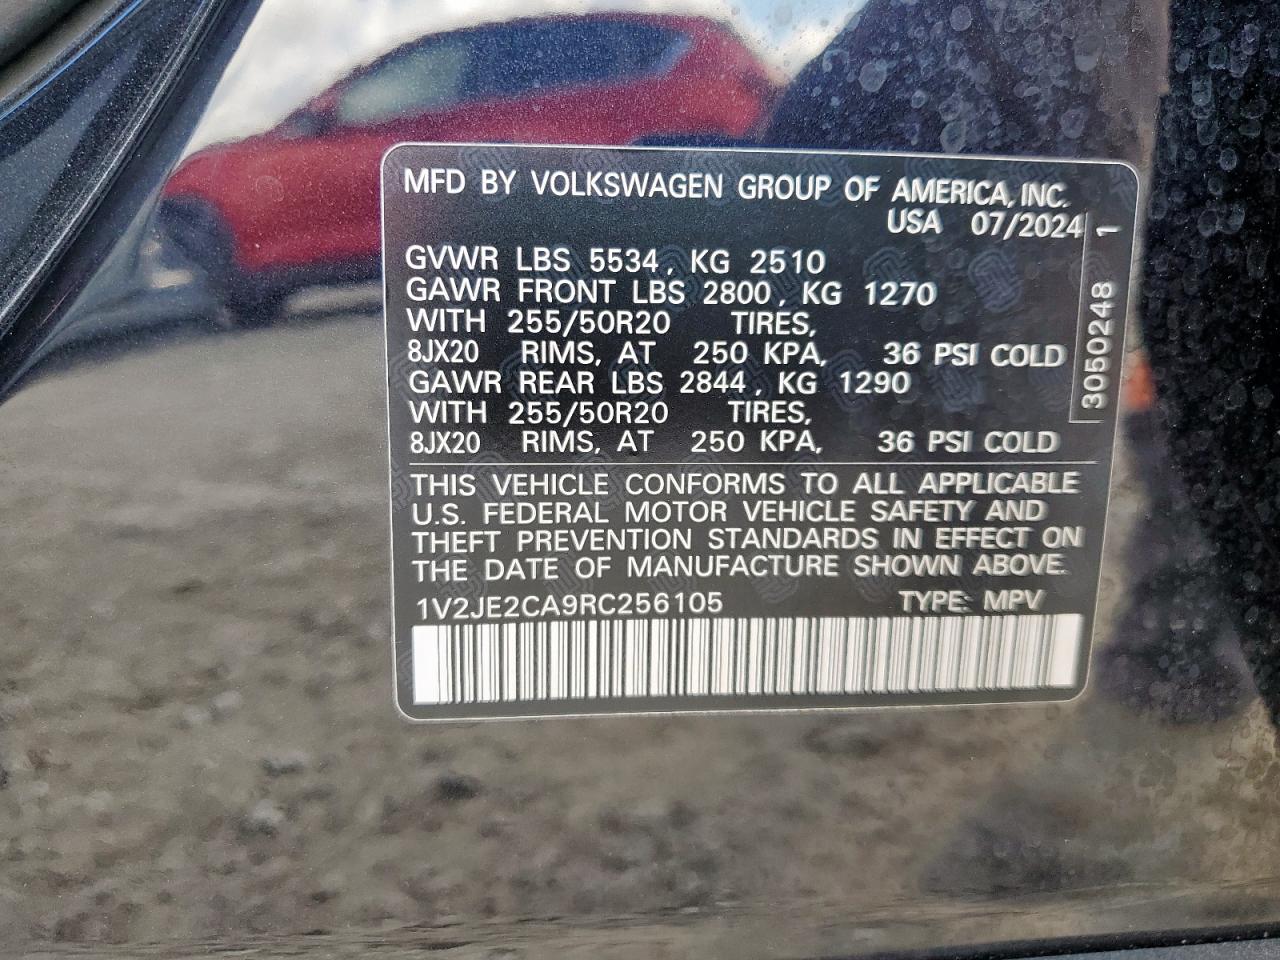 MFD BY VOLKSWAGEN GROUP OF AMERICA, INC.
USA 07/2024
GVWR LBS 5534, KG 2510
GAWR FRONT LBS 2800, KG 1270
WITH 255/50R20 TIRES,
8JX20 RIMS, AT 250 KPA, 36 PSI COLD
GAWR REAR LBS 2844, KG 1290
WITH 255/50R20 TIRES,
8JX20 RIMS, AT 250 KPA, 36 PSI COLD
3050248 1
THIS VEHICLE CONFORMS TO ALL APPLICABLE
U.S. FEDERAL MOTOR VEHICLE SAFETY AND
THEFT PREVENTION STANDARDS IN EFFECT ON
THE DATE OF MANUFACTURE SHOWN ABOVE.
1V2JE2CA9RC256105 TYPE: MPV